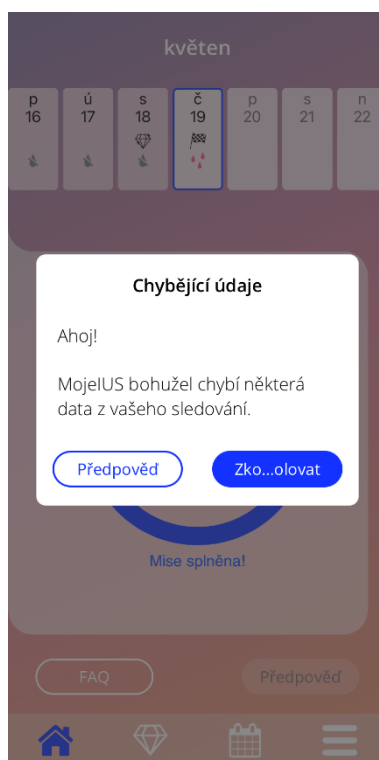 květen
p ú s č p s n
16 17 18 19 20 21 22
Chybějící údaje
Ahoj!
MojeIUS bohužel chybí některá
data z vašeho sledování.
Předpověď Zko...olovat
Mise splněna!
FAQ Předpověď